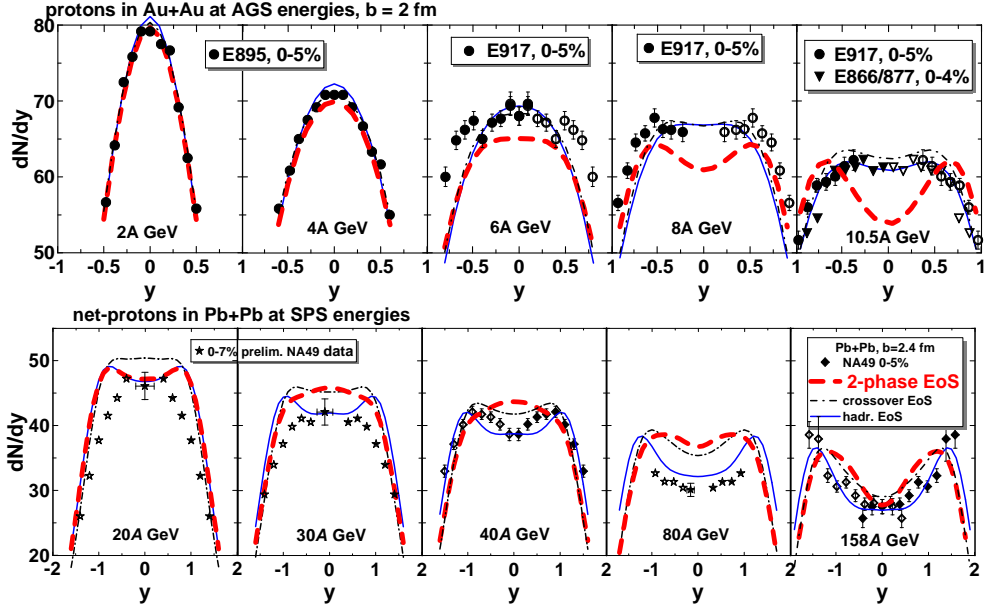 protons in Au+Au at AGS energies, b = 2 fm
80
70
60
50
dN/dy
E895, 0-5%
E917, 0-5%
E917, 0-5%
E917, 0-5%
E866/877, 0-4%
2A GeV
4A GeV
6A GeV
8A GeV
10.5A GeV
-1 -0.5 0 0.5 1 -0.5 0 0.5 1 -0.5 0 0.5 1 -0.5 0 0.5 1 -0.5 0 0.5 1
y y y y y
net-protons in Pb+Pb at SPS energies
50
40
30
20
dN/dy
0-7% prelim. NA49 data
Pb+Pb, b=2.4 fm
NA49 0-5%
2-phase EoS
crossover EoS
hadr. EoS
20A GeV
30A GeV
40A GeV
80A GeV
158A GeV
-2 -1 0 1 2 -1 0 1 2 -1 0 1 2 -1 0 1 2 -1 0 1 2
y y y y y